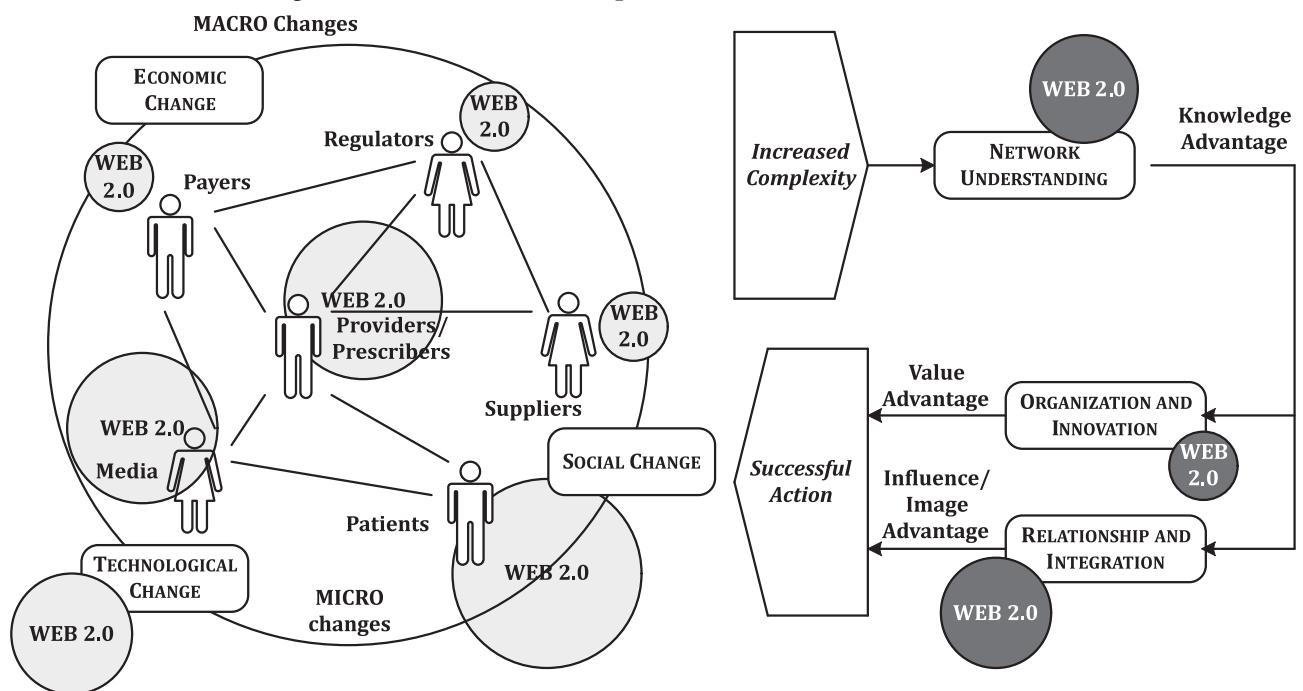 MACRO Changes
ECONOMIC
CHANGE
WEB
2.0
Regulators
WEB
2.0
Payers
WEB 2.0
Providers/
Prescribers
WEB
2.0
Suppliers
WEB 2.0
Media
SOCIAL CHANGE
Patients
WEB 2.0
TECHNOLOGICAL
CHANGE
WEB 2.0
MICRO
changes
Increased
Complexity
WEB 2.0
NETWORK
UNDERSTANDING
Knowledge
Advantage
Value
Advantage
ORGANIZATION AND
INNOVATION
WEB
2.0
Successful
Action
Influence/
Image
Advantage
RELATIONSHIP AND
INTEGRATION
WEB 2.0